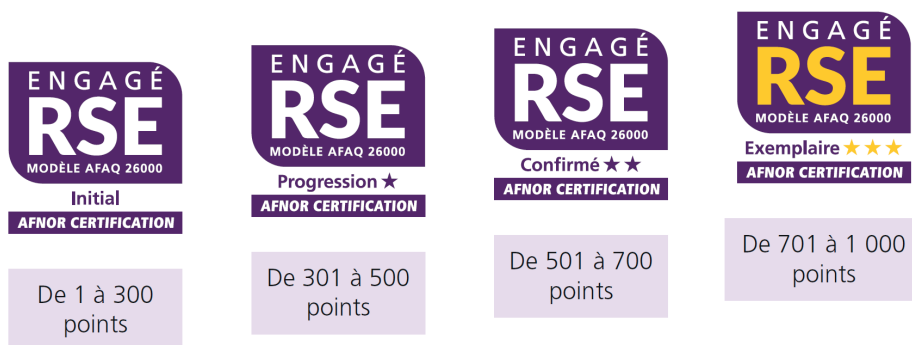 ENGAGÉ
RSE
MODÈLE AFAQ 26000
Initial
AFNOR CERTIFICATION
De 1 à 300
points
ENGAGÉ
RSE
MODÈLE AFAQ 26000
Progression ★
AFNOR CERTIFICATION
De 301 à 500
points
ENGAGÉ
RSE
MODÈLE AFAQ 26000
Confirmé ★ ★
AFNOR CERTIFICATION
De 501 à 700
points
ENGAGÉ
RSE
MODÈLE AFAQ 26000
Exemplaire ★ ★ ★
AFNOR CERTIFICATION
De 701 à 1 000
points